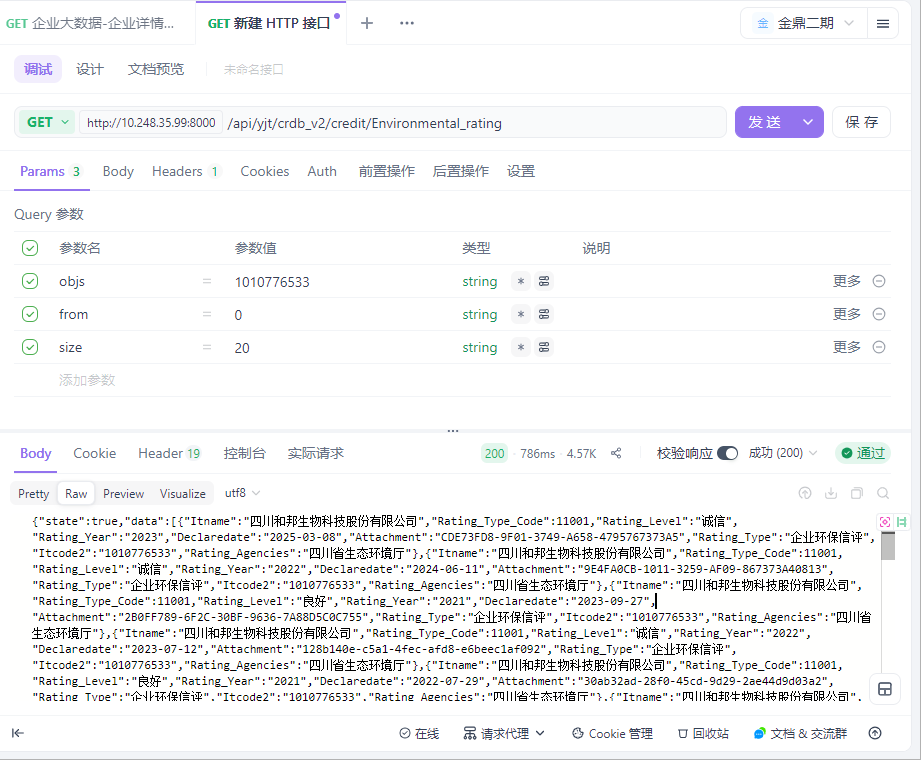 GET 企业大数据-企业详情... GET 新建 HTTP 接口 金 金鼎二期
调试 设计 文档预览 未命名接口
GET http://10.248.35.99:8000 /api/yjt/crdb_v2/credit/Environmental_rating 发 送 保 存
Params 3 Body Headers 1 Cookies Auth 前置操作 后置操作 设置
Query 参数
参数名 参数值 类型 说明
objs = 1010776533 string * 更多
from = 0 string * 更多
size = 20 string * 更多
添加参数
Body Cookie Header 19 控制台 实际请求 200 · 786ms · 4.57K 校验响应 成功 (200) 通过
Pretty Raw Preview Visualize utf8
{"state":true,"data":[{"Itname":"四川和邦生物科技股份有限公司","Rating_Type_Code":11001,"Rating_Level":"诚信",
"Rating_Year":"2023","Declaredate":"2025-03-08","Attachment":"CDE73FD8-9F01-3749-A658-4795767373A5","Rating_Type":"企业环保信评",
"Itcode2":"1010776533","Rating_Agencies":"四川省生态环境厅"},{"Itname":"四川和邦生物科技股份有限公司","Rating_Type_Code":11001,
"Rating_Level":"诚信","Rating_Year":"2022","Declaredate":"2024-06-11","Attachment":"9E4FA0CB-1011-3259-AF09-867373A40813",
"Rating_Type":"企业环保信评","Itcode2":"1010776533","Rating_Agencies":"四川省生态环境厅"},{"Itname":"四川和邦生物科技股份有限公司",
"Rating_Type_Code":11001,"Rating_Level":"良好","Rating_Year":"2021","Declaredate":"2023-09-27",
"Attachment":"2B0FF789-6F2C-30BF-9636-7A88D5C0C755","Rating_Type":"企业环保信评","Itcode2":"1010776533","Rating_Agencies":"四川省
生态环境厅"},{"Itname":"四川和邦生物科技股份有限公司","Rating_Type_Code":11001,"Rating_Level":"诚信","Rating_Year":"2022",
"Declaredate":"2023-07-12","Attachment":"128b140e-c5a1-4fec-afd8-e6beec1af092","Rating_Type":"企业环保信评",
"Itcode2":"1010776533","Rating_Agencies":"四川省生态环境厅"},{"Itname":"四川和邦生物科技股份有限公司","Rating_Type_Code":11001,
"Rating_Level":"良好","Rating_Year":"2021","Declaredate":"2022-07-29","Attachment":"30ab32ad-28f0-45cd-9d29-2ae44d9d03a2",
"Rating_Type":"企业环保信评","Itcode2":"1010776533","Rating_Agencies":"四川省生态环境厅"},{"Itname":"四川和邦生物科技股份有限公司",
在线 请求代理 Cookie 管理 回收站 文档 & 交流群